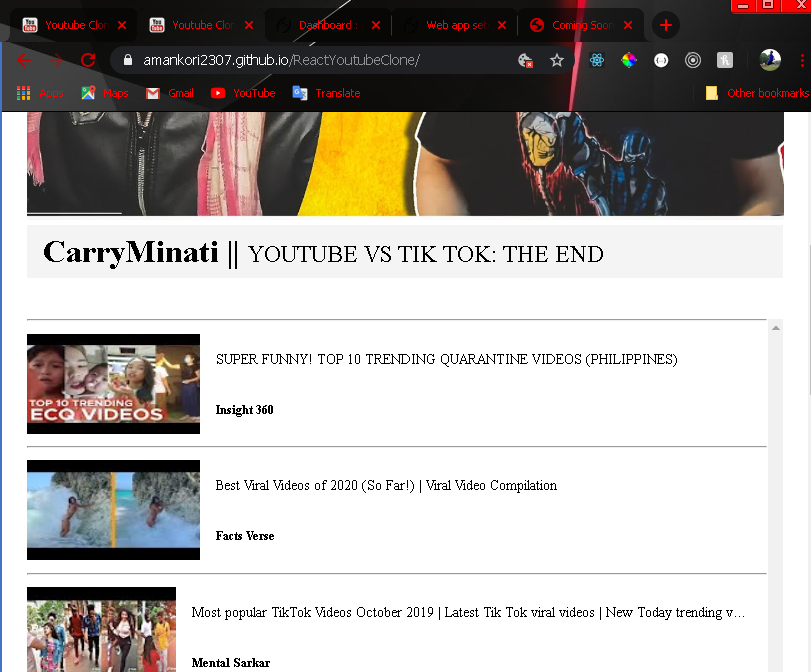 Youtube Clon
Youtube Clon
Dashboard :
Web app set
Coming Soon
amankori2307.github.io/ReactYoutubeClone/
Apps
Maps
Gmail
YouTube
Translate
Other bookmarks
CarryMinati || YOUTUBE VS TIK TOK: THE END
SUPER FUNNY! TOP 10 TRENDING QUARANTINE VIDEOS (PHILIPPINES)
TOP 10 TRENDING
ECQ VIDEOS
Insight 360
Best Viral Videos of 2020 (So Far!) | Viral Video Compilation
Facts Verse
Most popular TikTok Videos October 2019 | Latest Tik Tok viral videos | New Today trending v...
Mental Sarkar